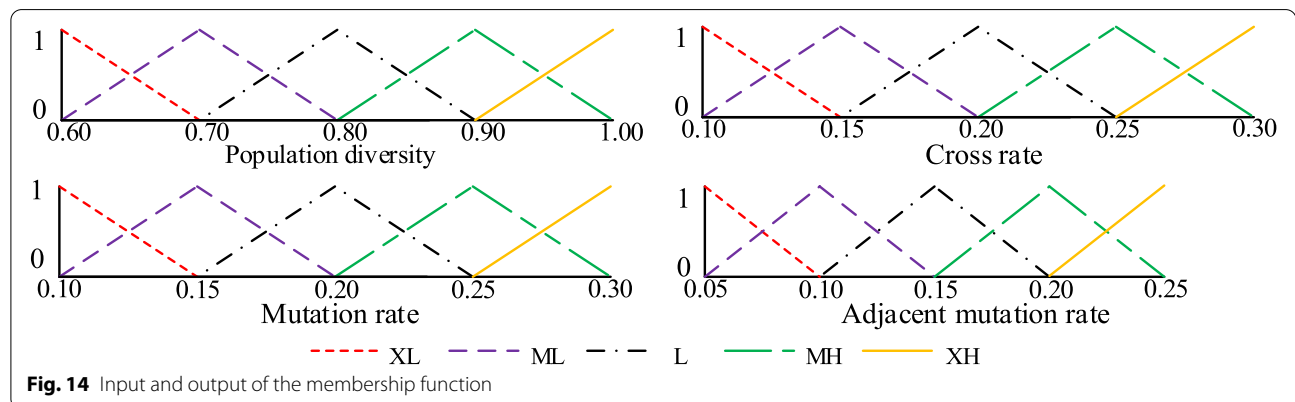 1
0
0.60 0.70 0.80 0.90 1.00
Population diversity
1
0
0.10 0.15 0.20 0.25 0.30
Cross rate
1
0
0.10 0.15 0.20 0.25 0.30
Mutation rate
1
0
0.05 0.10 0.15 0.20 0.25
Adjacent mutation rate
XL ML L MH XH
Fig. 14 Input and output of the membership function